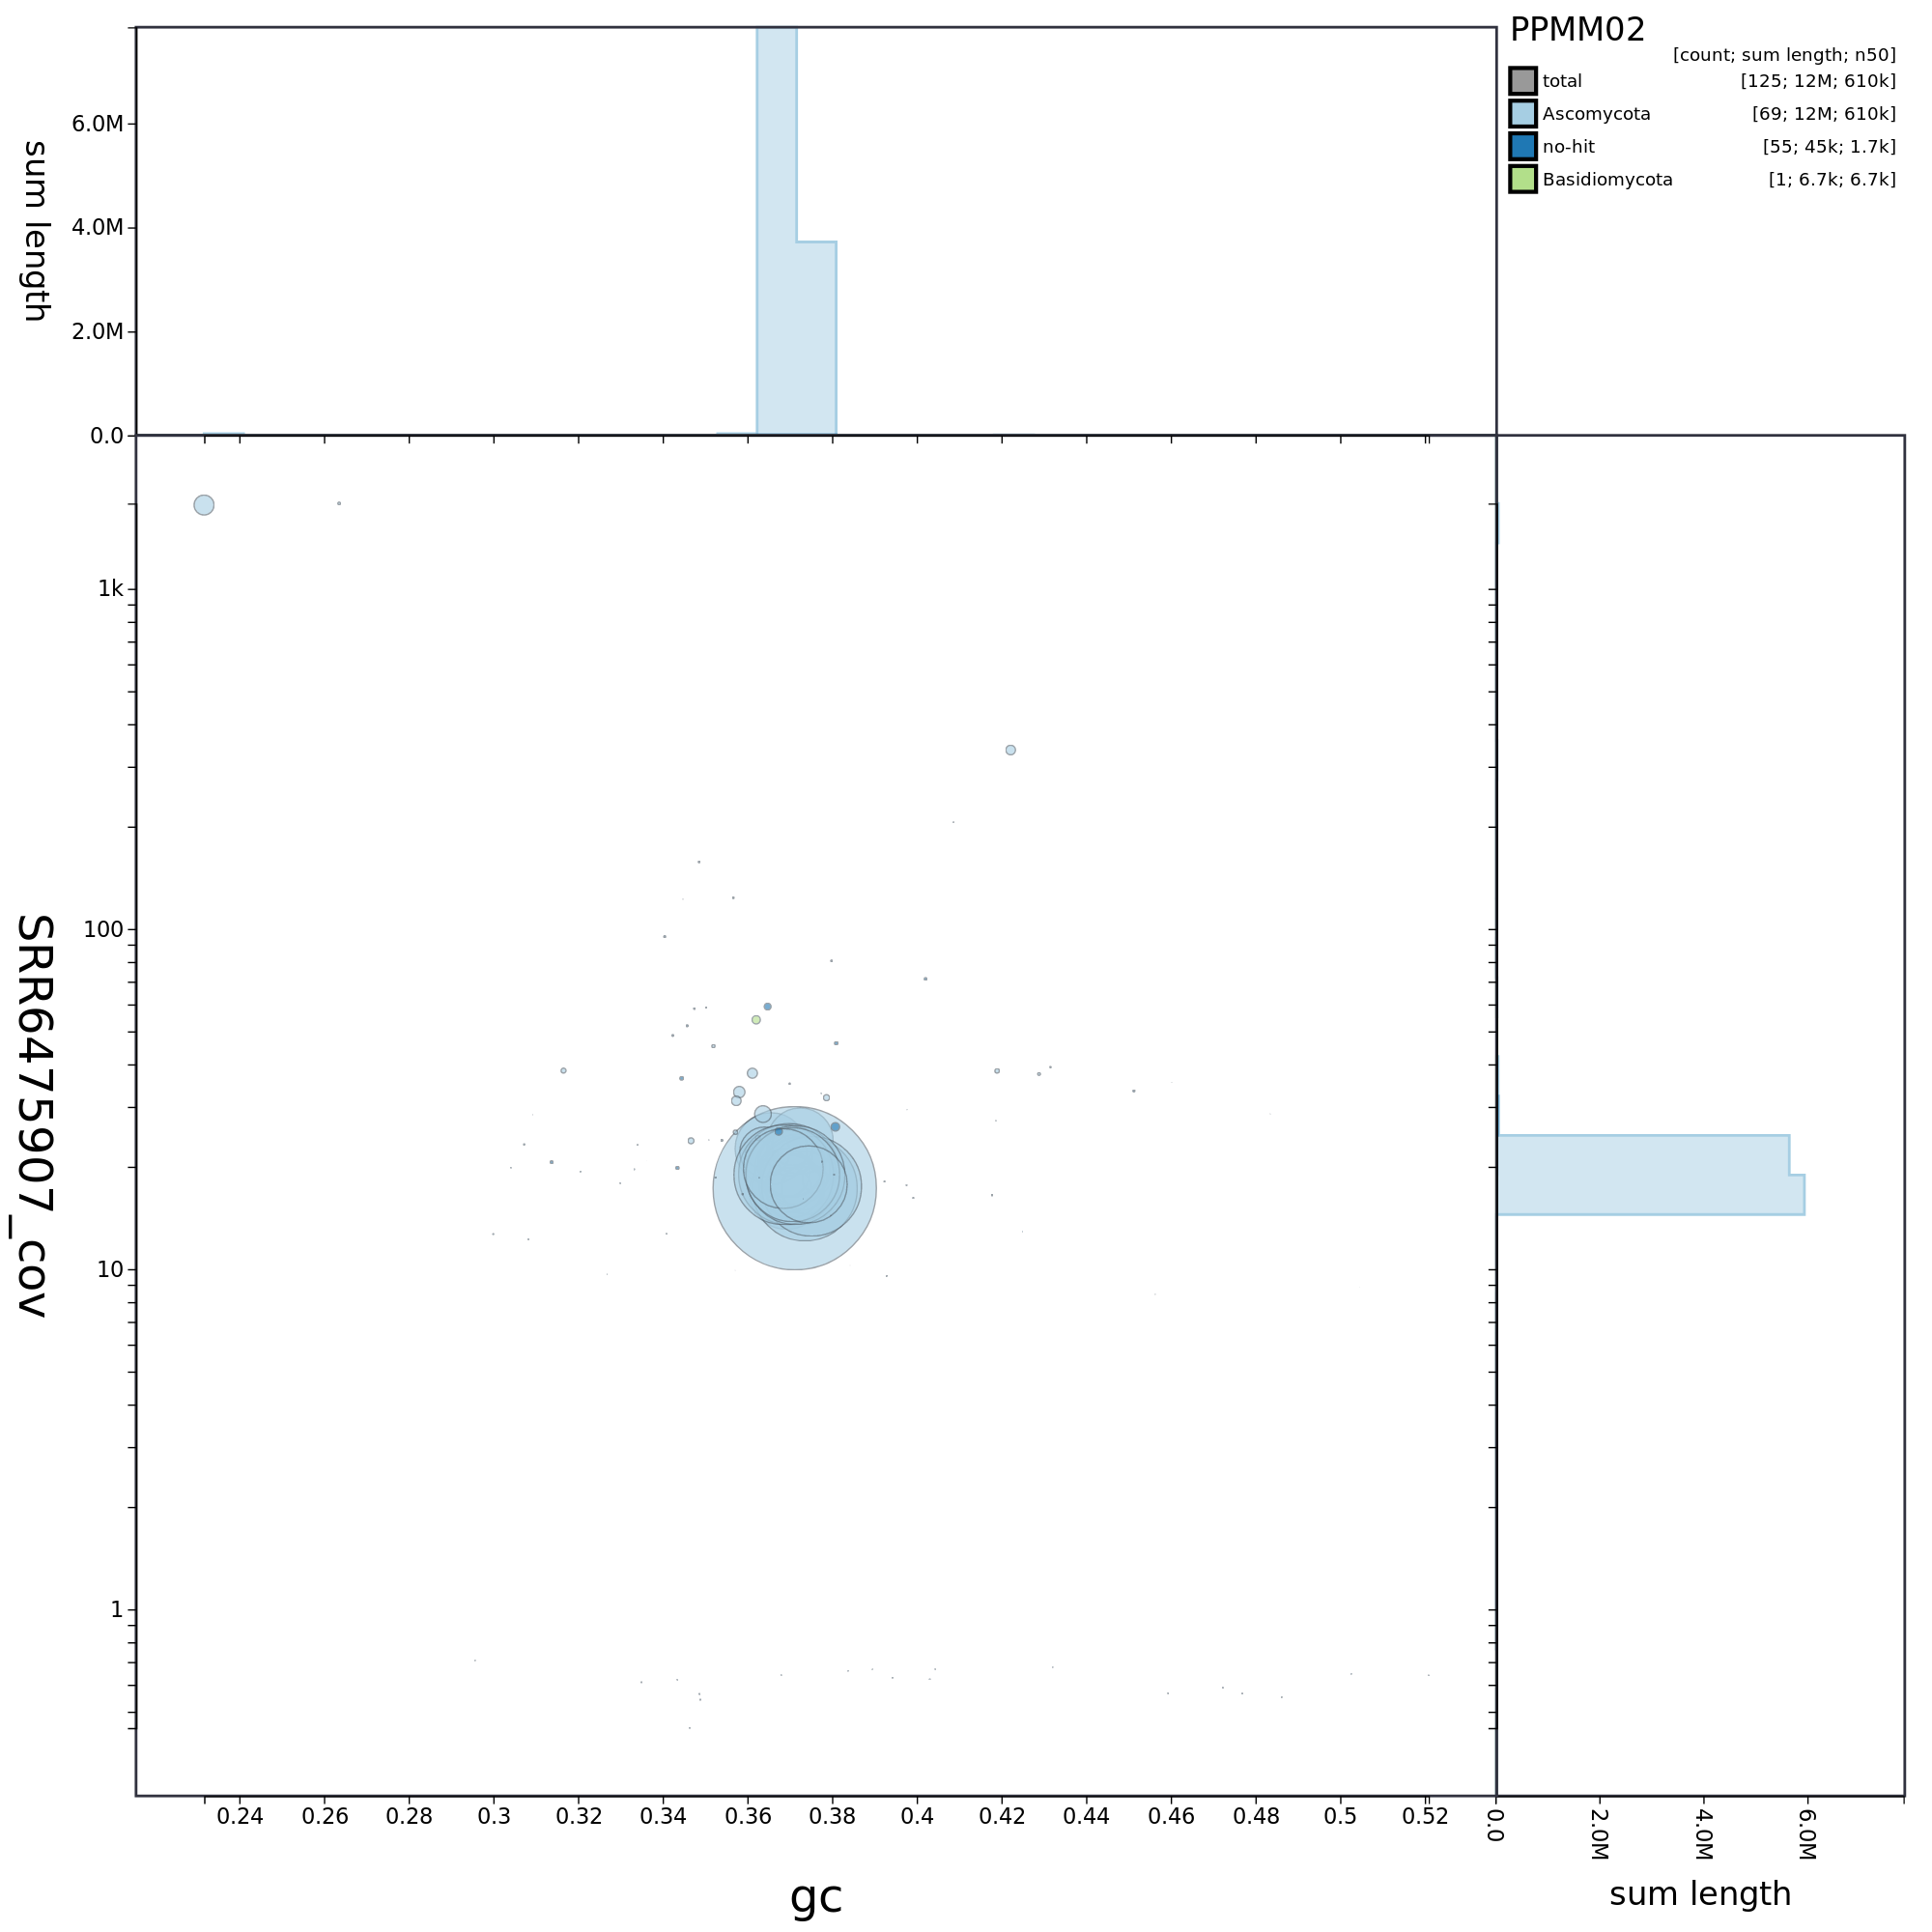 PPMM02
[count; sum length; n50]
total [125; 12M; 610k]
Ascomycota [69; 12M; 610k]
no-hit [55; 45k; 1.7k]
Basidiomycota [1; 6.7k; 6.7k]
sum length
6.0M
4.0M
2.0M
0.0
SRR6475907_cov
1k
100
10
1
0.24 0.26 0.28 0.3 0.32 0.34 0.36 0.38 0.4 0.42 0.44 0.46 0.48 0.5 0.52
gc
0.0 2.0M 4.0M 6.0M
sum length